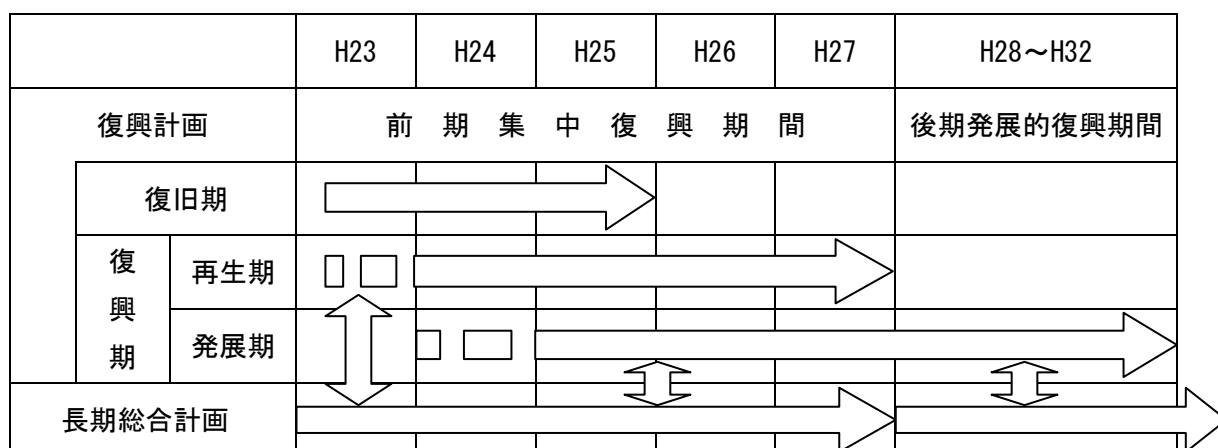 H23 H24 H25 H26 H27 H28～H32
復興計画 前期集中復興期間 後期発展的復興期間
復旧期
復興期
再生期
発展期
長期総合計画